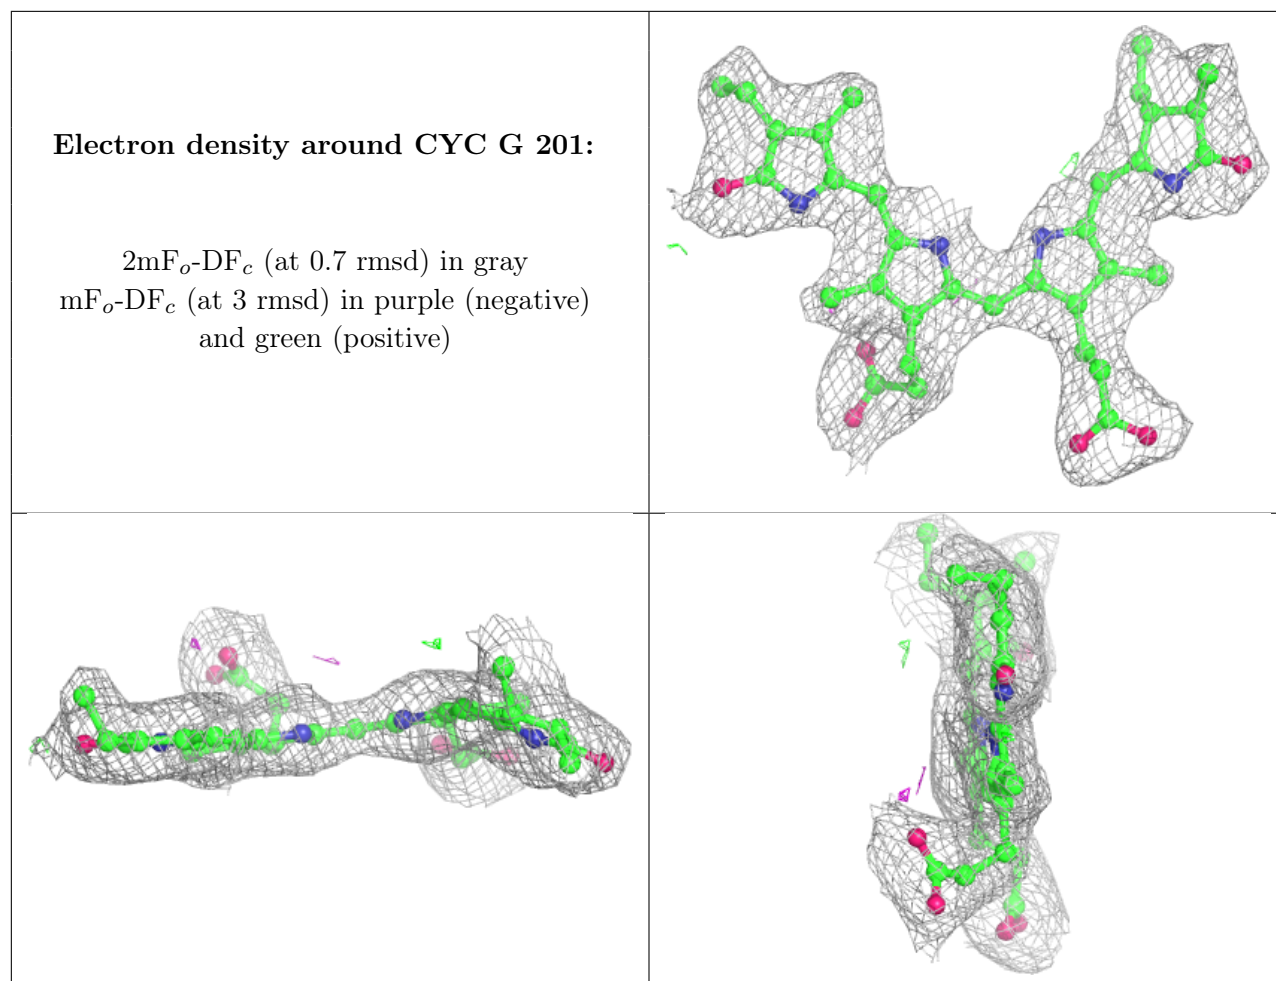 Electron density around CYC G 201:
2mFo-DFc (at 0.7 rmsd) in gray
mFo-DFc (at 3 rmsd) in purple (negative)
and green (positive)